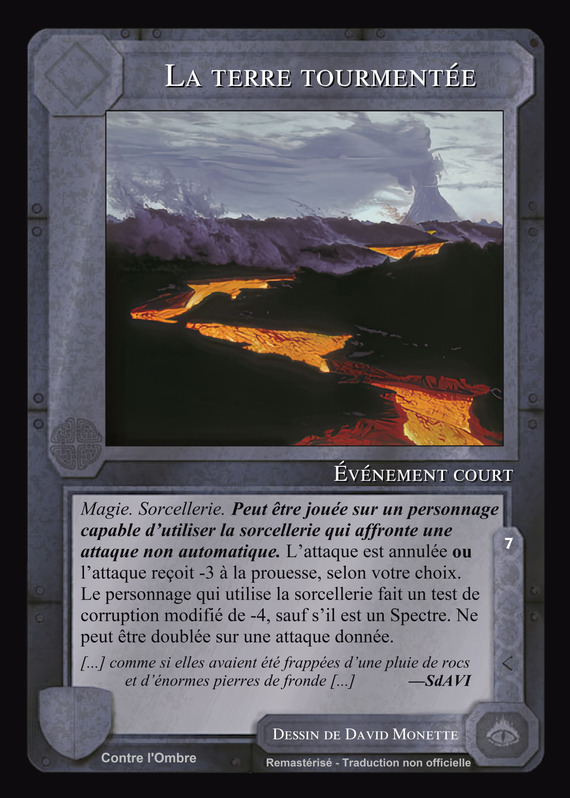 La terre tourmentée
Événement court
Magie. Sorcellerie. Peut être jouée sur un personnage
capable d’utiliser la sorcellerie qui affronte une
attaque non automatique. L’attaque est annulée ou
l’attaque reçoit -3 à la prouesse, selon votre choix.
Le personnage qui utilise la sorcellerie fait un test de
corruption modifié de -4, sauf s’il est un Spectre. Ne
peut être doublée sur une attaque donnée.
7
[...] comme si elles avaient été frappées d’une pluie de rocs
et d’énormes pierres de fronde [...] —SdAVI
Dessin de David Monette
Contre l'Ombre
Remastérisé - Traduction non officielle